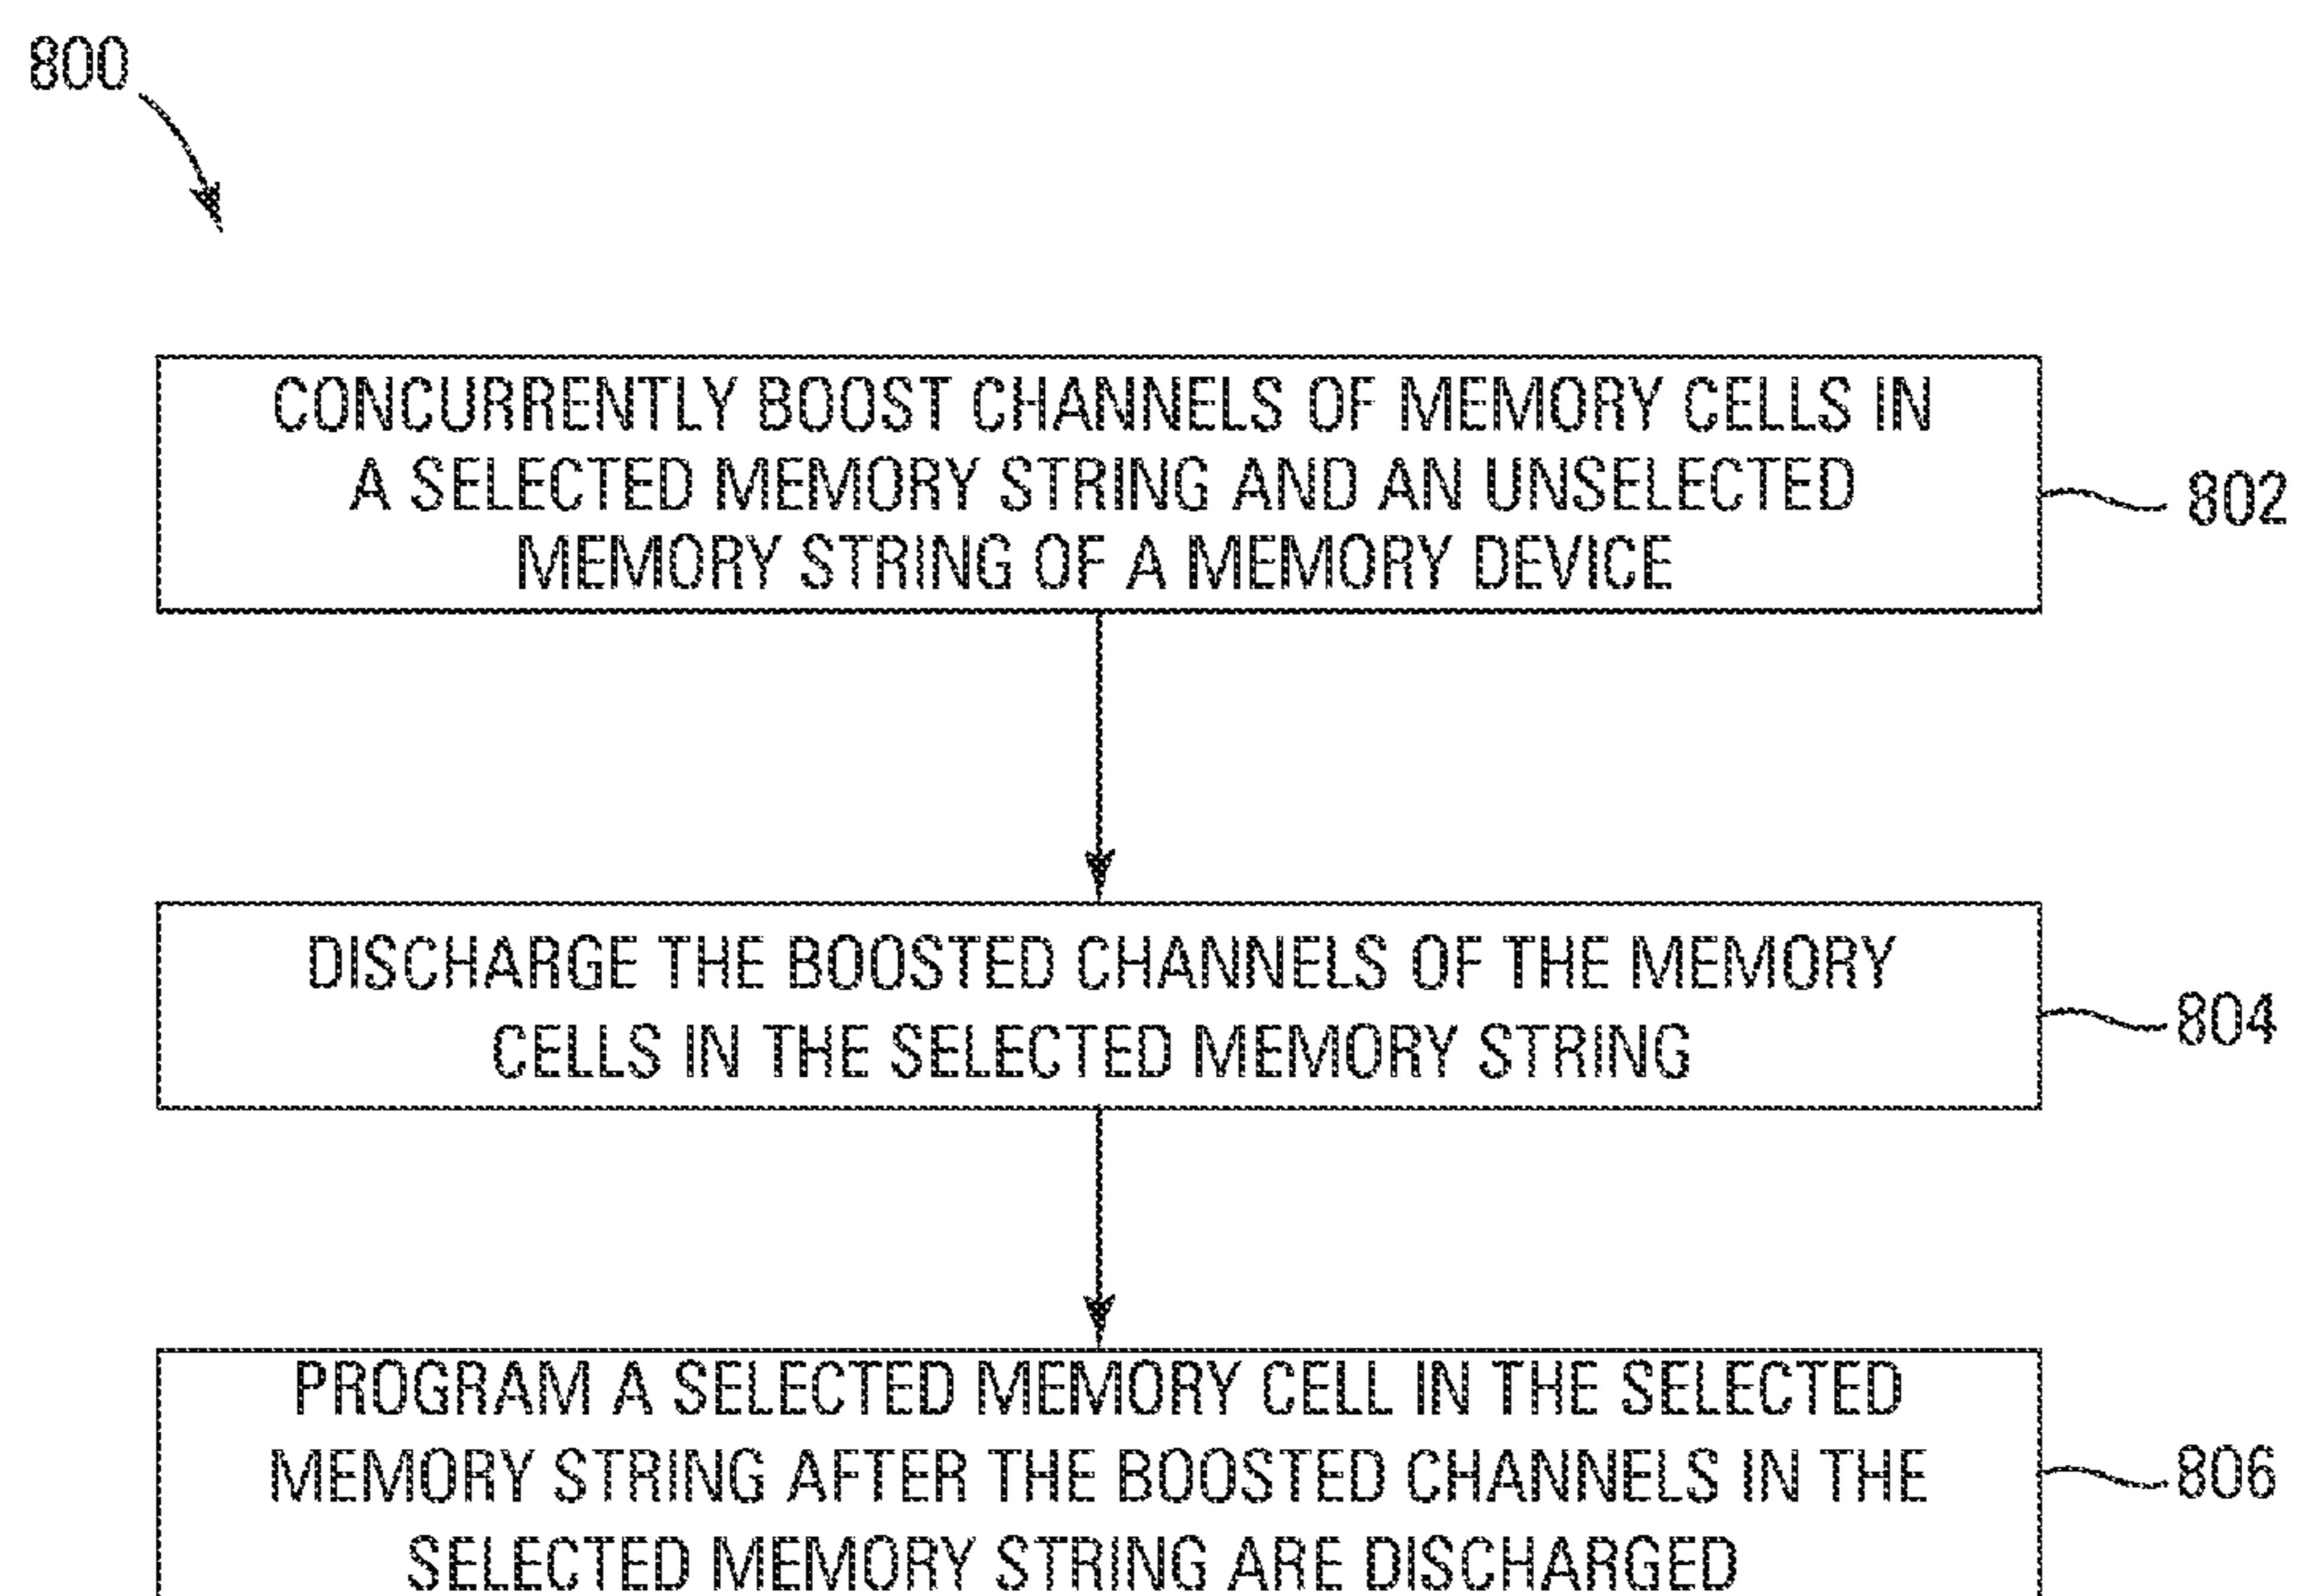 800
CONCURRENTLY BOOST CHANNELS OF MEMORY CELLS IN
A SELECTED MEMORY STRING AND AN UNSELECTED
MEMORY STRING OF A MEMORY DEVICE
802
DISCHARGE THE BOOSTED CHANNELS OF THE MEMORY
CELLS IN THE SELECTED MEMORY STRING
804
PROGRAM A SELECTED MEMORY CELL IN THE SELECTED
MEMORY STRING AFTER THE BOOSTED CHANNELS IN THE
SELECTED MEMORY STRING ARE DISCHARGED
806